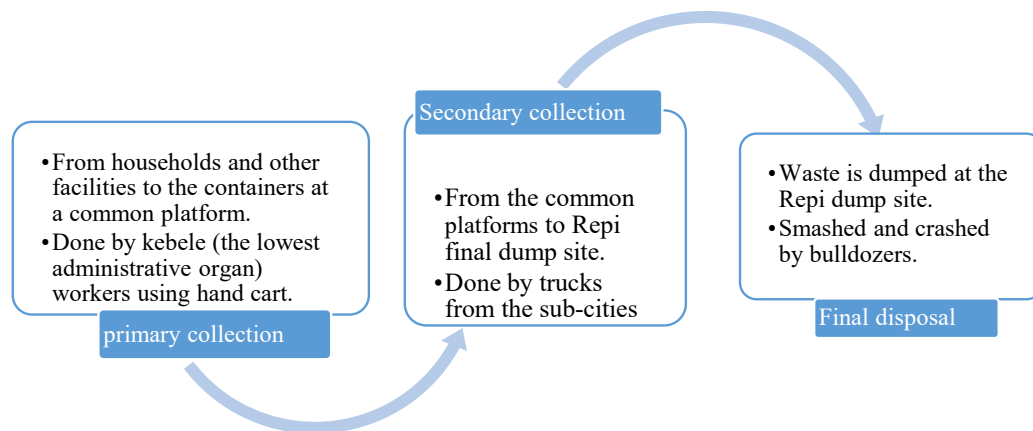 •From households and other
facilities to the containers at
a common platform.
•Done by kebele (the lowest
administrative organ)
workers using hand cart.
primary collection
Secondary collection
•From the common
platforms to Repi
final dump site.
•Done by trucks
from the sub-cities
•Waste is dumped at the
Repi dump site.
•Smashed and crashed
by bulldozers.
Final disposal